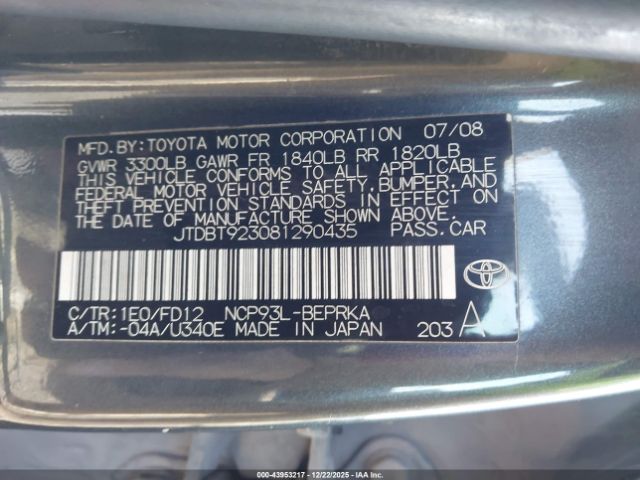 MFD. BY: TOYOTA MOTOR CORPORATION 07/08
GVWR 3300LB GAWR FR 1840LB RR 1820LB
THIS VEHICLE CONFORMS TO ALL APPLICABLE
FEDERAL MOTOR VEHICLE SAFETY, BUMPER, AND
THEFT PREVENTION STANDARDS IN EFFECT ON
THE DATE OF MANUFACTURE SHOWN ABOVE.
JTDBT923081290435 PASS. CAR
C/TR: 1E0/FD12 NCP93L-BEPRKA
A/TM: -04A/U340E MADE IN JAPAN 203 A
000-43953217 - 12/22/2025 - IAAI.COM